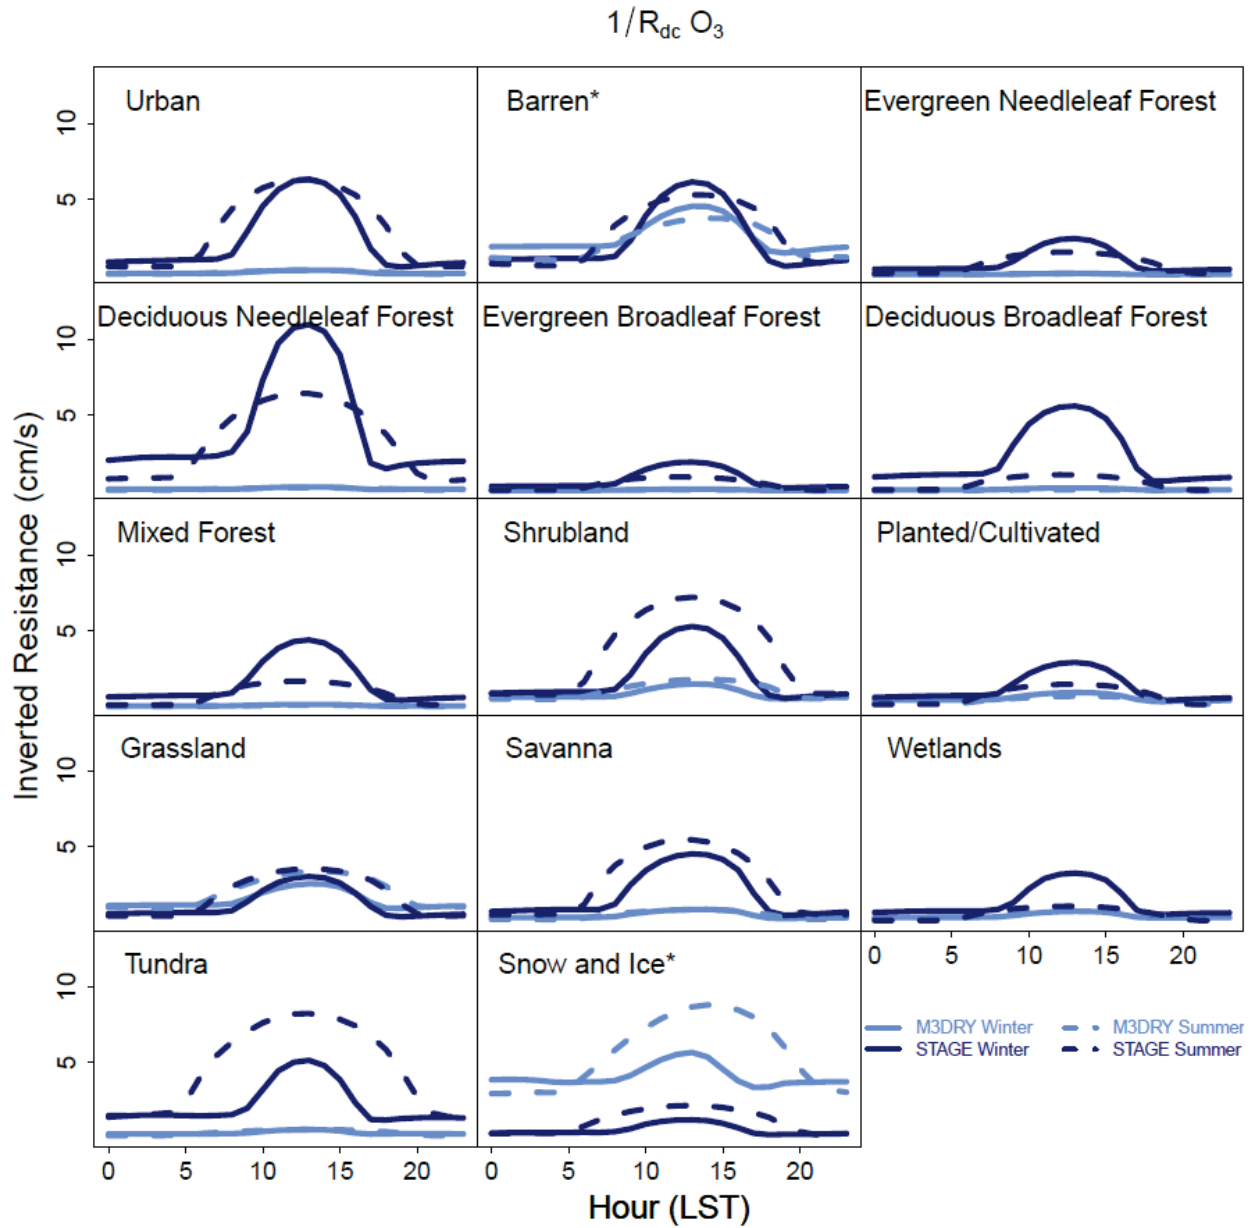 1/Rdc O3
Urban
Barren*
Evergreen Needleleaf Forest
10
5
Deciduous Needleleaf Forest
Evergreen Broadleaf Forest
Deciduous Broadleaf Forest
10
5
Mixed Forest
Shrubland
Planted/Cultivated
10
5
Grassland
Savanna
Wetlands
10
5
0 5 10 15 20
Tundra
Snow and Ice*
10
5
M3DRY Winter
M3DRY Summer
STAGE Winter
STAGE Summer
0 5 10 15 20
0 5 10 15 20
Inverted Resistance (cm/s)
Hour (LST)